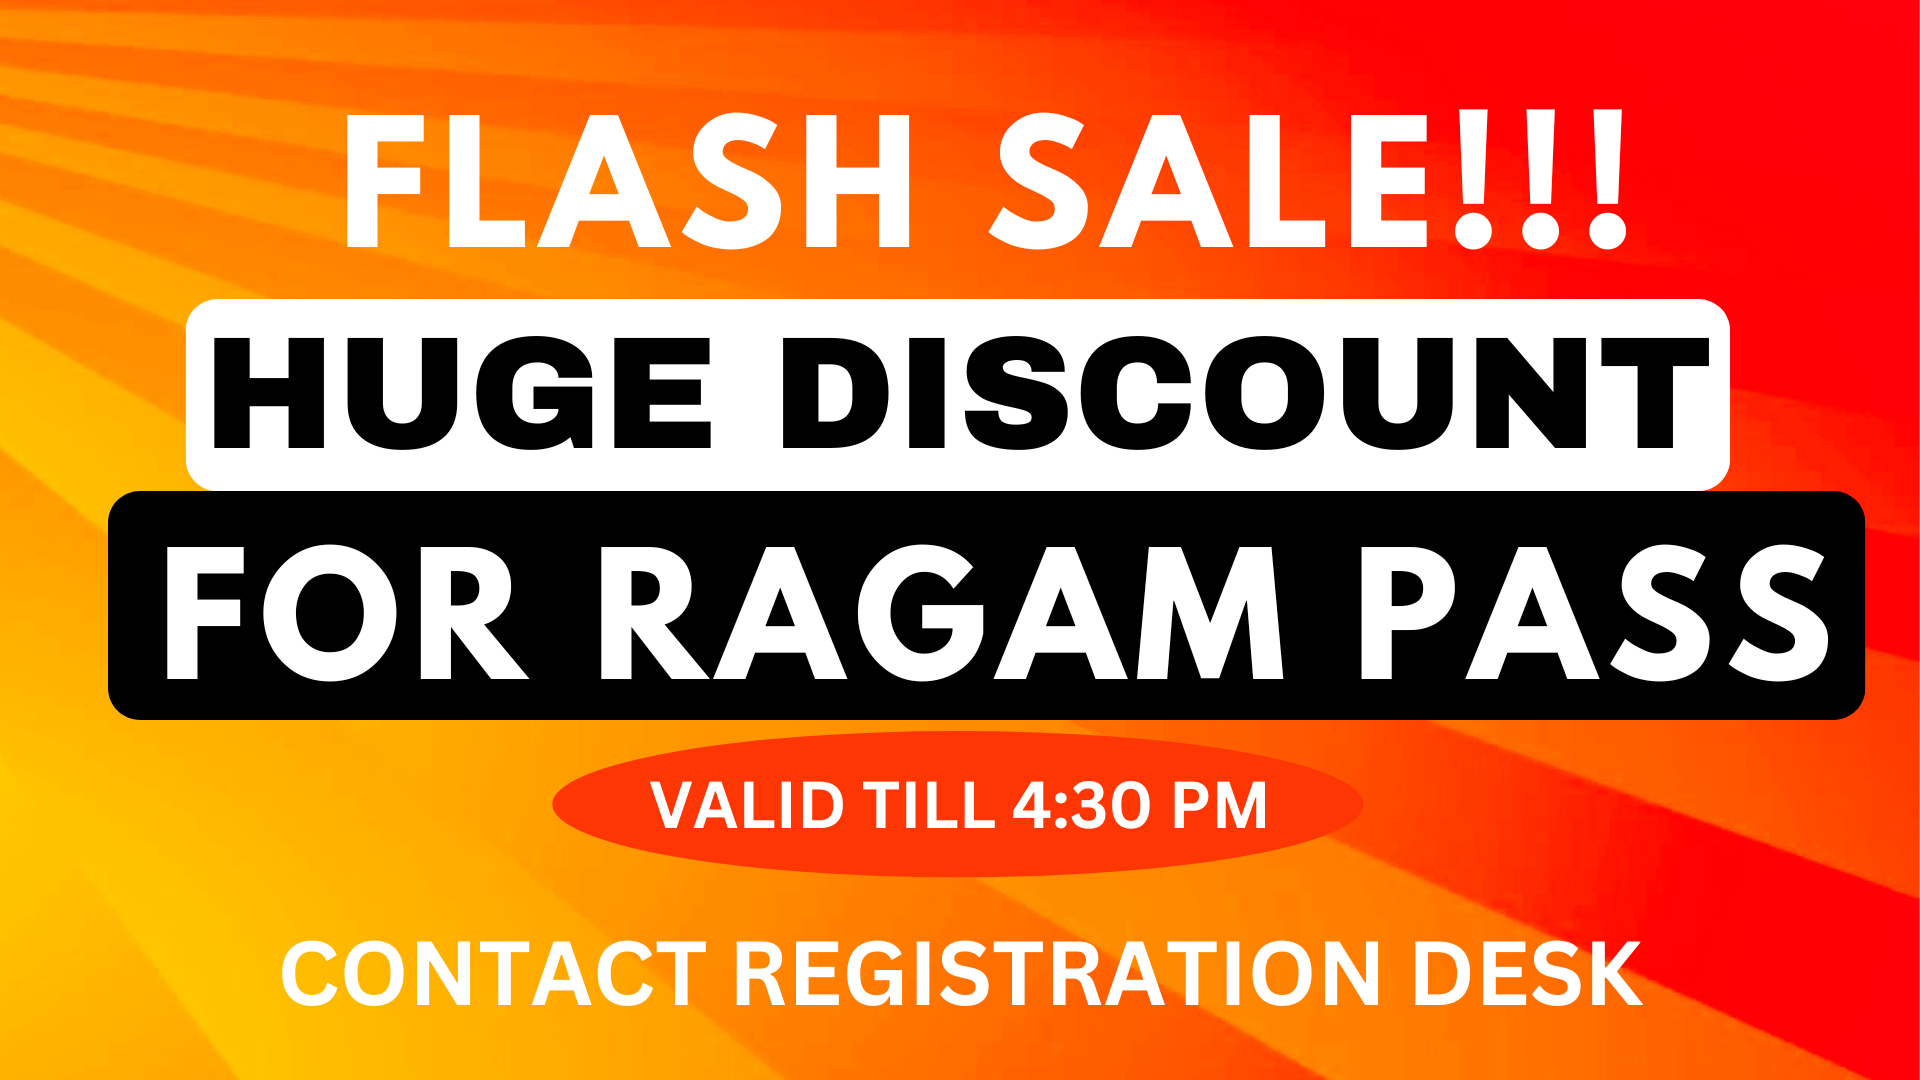 FLASH SALE!!!
HUGE DISCOUNT
FOR RAGAM PASS
VALID TILL 4:30 PM
CONTACT REGISTRATION DESK